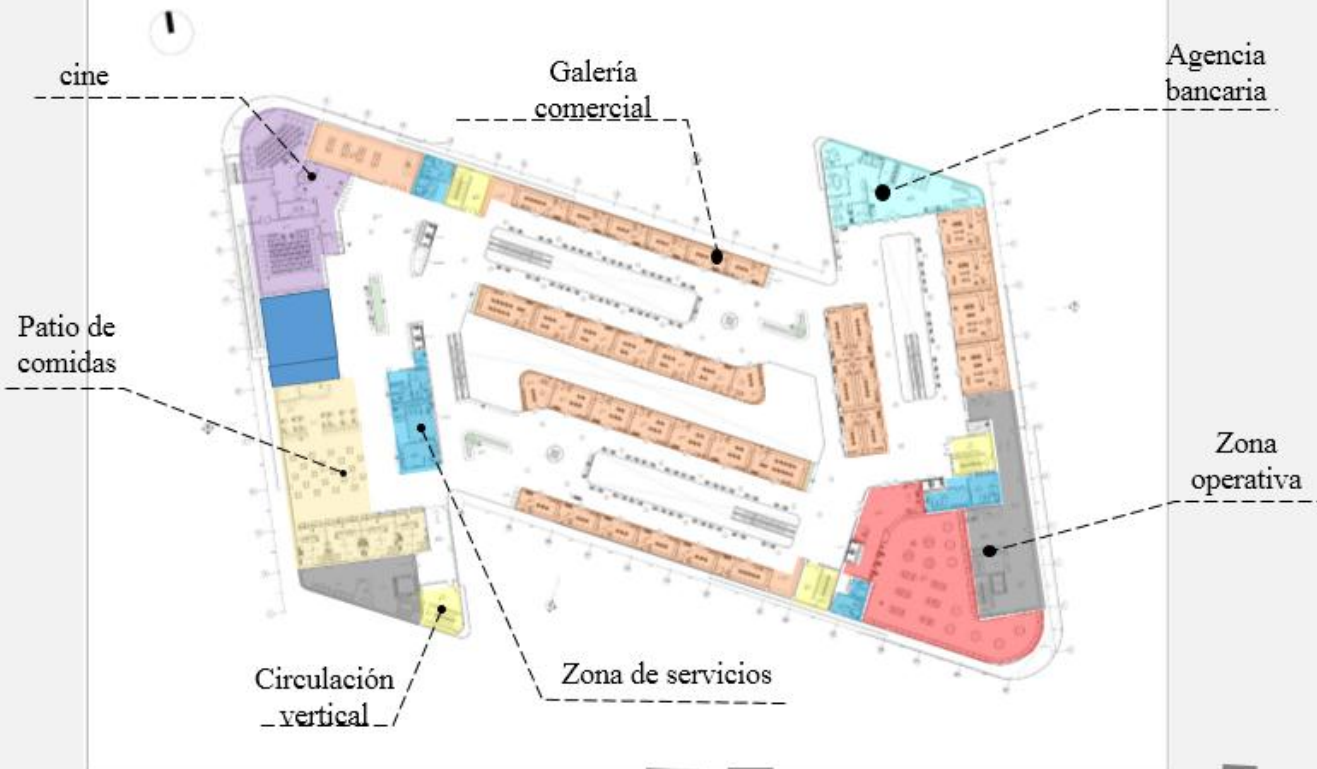 cine
Galería
comercial
Agencia
bancaria
Patio de
comidas
Zona
operativa
Circulación
vertical
Zona de servicios